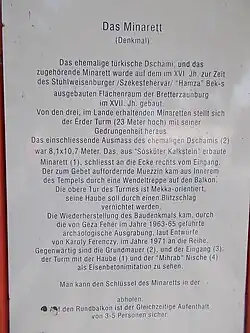 Das Minarett
(Denkmal)
Das ehemalige türkische Dschami, und das
zugehörende Minarett wurde auf dem im XVI. Jh. zur Zeit
des Stuhlweisenburger /Székesfehérvár/ "Hamza" Bek-s
ausgebauten Flächenraum der Bretterzaunburg
im XVII. Jh. gebaut
Von den drei, im Lande erhaltenden Minaretten stellt sich
der Érder Turm (23 Meter hoch) mit seiner
Gedrungenheit heraus.
Das einschliessende Ausmass des ehemaligen Dschamis (2)
war 8,1x10,7 Meter. Das, aus "Sóskúter Kalkstein" erbaute
Minarett (1), schliesst an die Ecke rechts vom Eingang.
Der zum Gebet auffordernde Muezzin kam aus Innerem
des Tempels durch eine Wendeltreppe auf den Balkon.
Die obere Tür des Turmes ist Mekka-orientiert,
seine Haube soll durch einen Blitzschlag
vernichtet werden.
Die Wiederherstellung des Baudenkmals kam, durch
die von Géza Fehér im Jahre 1963-65 geführte
archäologische Ausgrabung, laut Entwurfe
von Károly Ferenczy, im Jahre 1971 an die Reihe.
Gegenwärtig sind die Grundmauer (2), und der Eingang (3);
der Turm mit der Haube (1) und der "Mihrab" Nische (4)
als Eisenbetonimitation zu sehen.
Man kann den Schlüssel des Minaretts in der
abholen.
den Rundbalkon ist der Gleichzeitige Aufenthalt
von 3-5 Personen sicher.